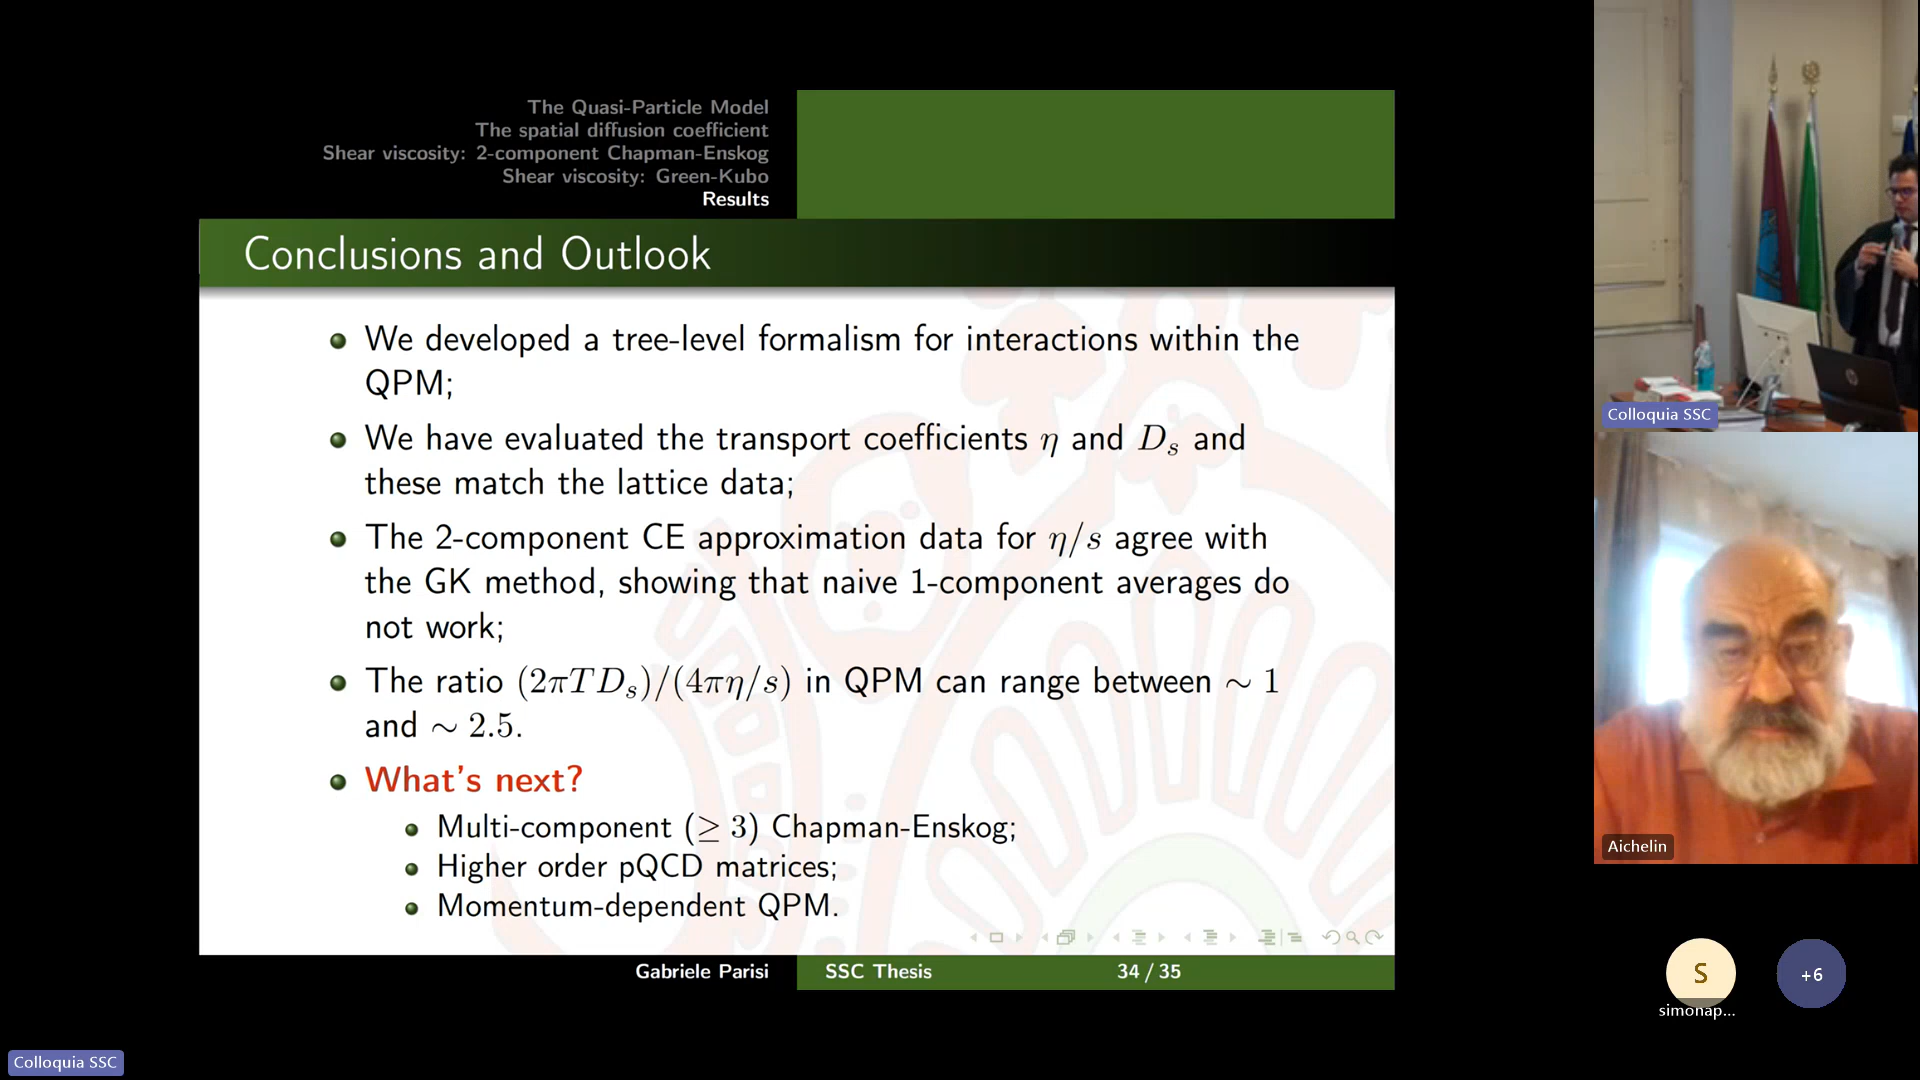 The Quasi-Particle Model
The spatial diffusion coefficient
Shear viscosity: 2-component Chapman-Enskog
Shear viscosity: Green-Kubo
Results
Conclusions and Outlook
We developed a tree-level formalism for interactions within the
QPM;
We have evaluated the transport coefficients η and Dₛ and
these match the lattice data;
The 2-component CE approximation data for η/s agree with
the GK method, showing that naive 1-component averages do
not work;
The ratio (2πTDₛ)/(4πη/s) in QPM can range between ∼ 1
and ∼ 2.5.
What's next?
Multi-component (≥ 3) Chapman-Enskog;
Higher order pQCD matrices;
Momentum-dependent QPM.
Gabriele Parisi
SSC Thesis
34 / 35
Colloquia SSC
Colloquia SSC
Aichelin
S
simonap...
+6